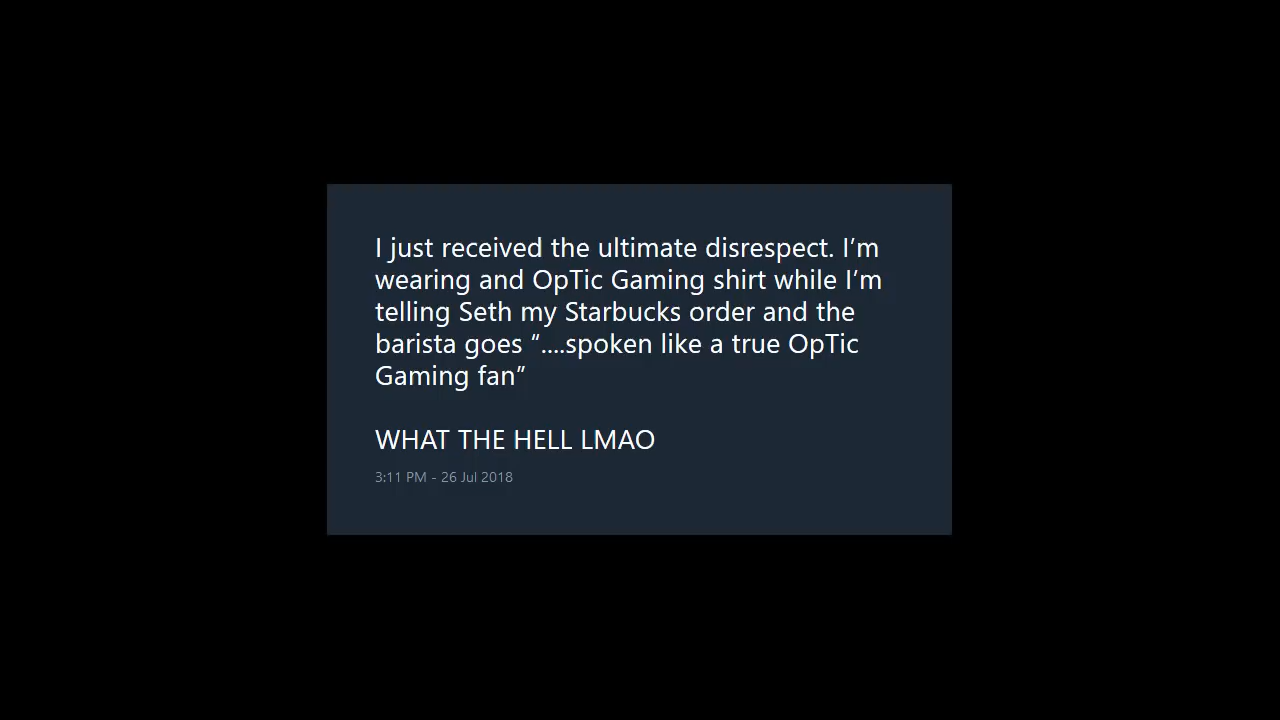 I just received the ultimate disrespect. I’m
wearing and OpTic Gaming shirt while I’m
telling Seth my Starbucks order and the
barista goes “....spoken like a true OpTic
Gaming fan”
WHAT THE HELL LMAO
3:11 PM - 26 Jul 2018